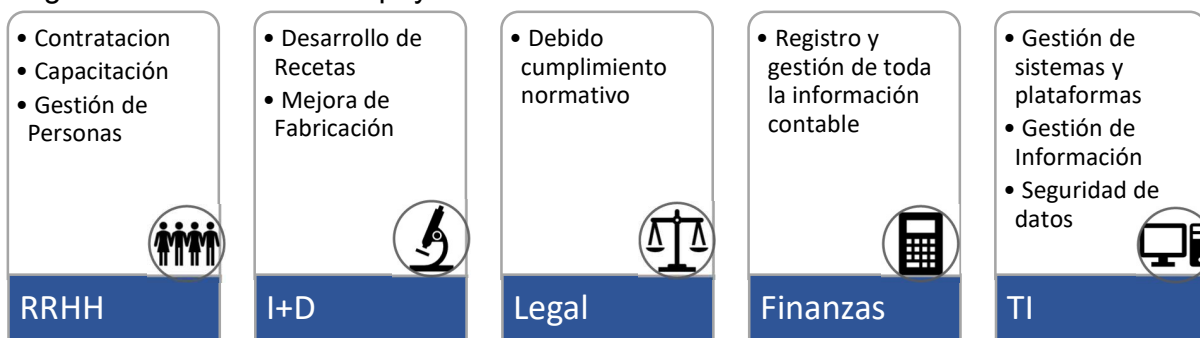 • Contratacion
• Capacitación
• Gestión de
Personas
RRHH
• Desarrollo de
Recetas
• Mejora de
Fabricación
I+D
• Debido
cumplimiento
normativo
Legal
• Registro y
gestión de toda
la información
contable
Finanzas
• Gestión de
sistemas y
plataformas
• Gestión de
Información
• Seguridad de
datos
TI